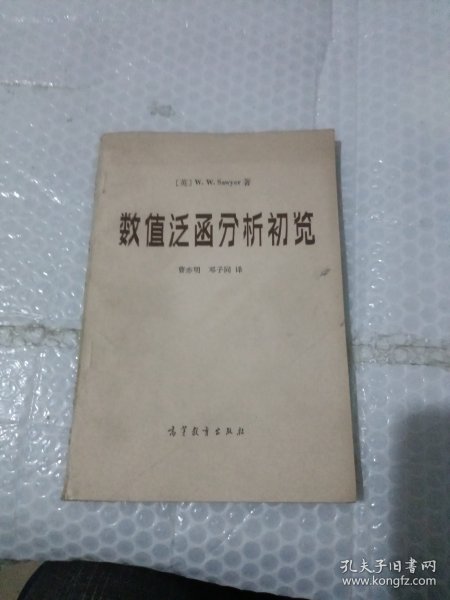 〔英〕W. W. Sawyer 著
数值泛函分析初览
曹亦明 邓子同 译
高等教育出版社
孔夫子旧书网
www.kongfz.com